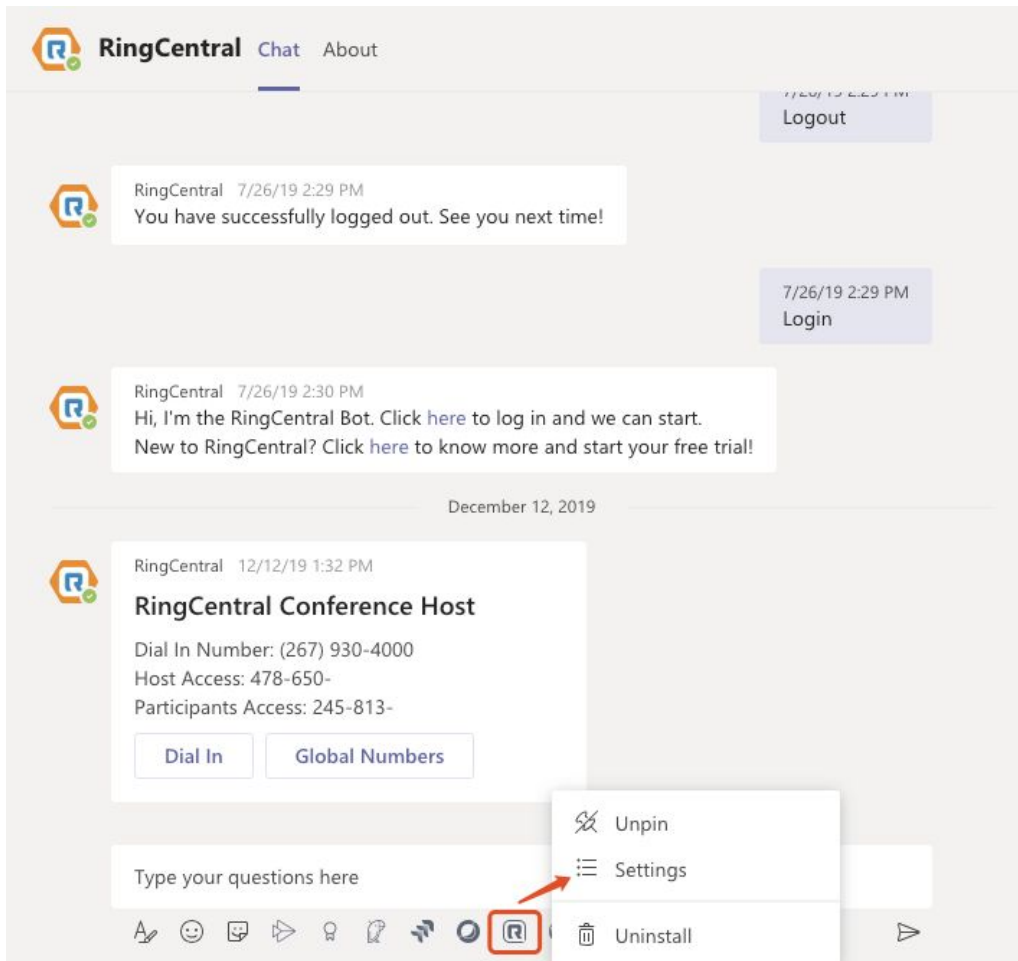 RingCentral Chat About
Logout
RingCentral 7/26/19 2:29 PM
You have successfully logged out. See you next time!
7/26/19 2:29 PM
Login
RingCentral 7/26/19 2:30 PM
Hi, I'm the RingCentral Bot. Click here to log in and we can start.
New to RingCentral? Click here to know more and start your free trial!
December 12, 2019
RingCentral 12/12/19 1:32 PM
RingCentral Conference Host
Dial In Number: (267) 930-4000
Host Access: 478-650-
Participants Access: 245-813-
Dial In Global Numbers
Unpin
Type your questions here
Settings
Uninstall